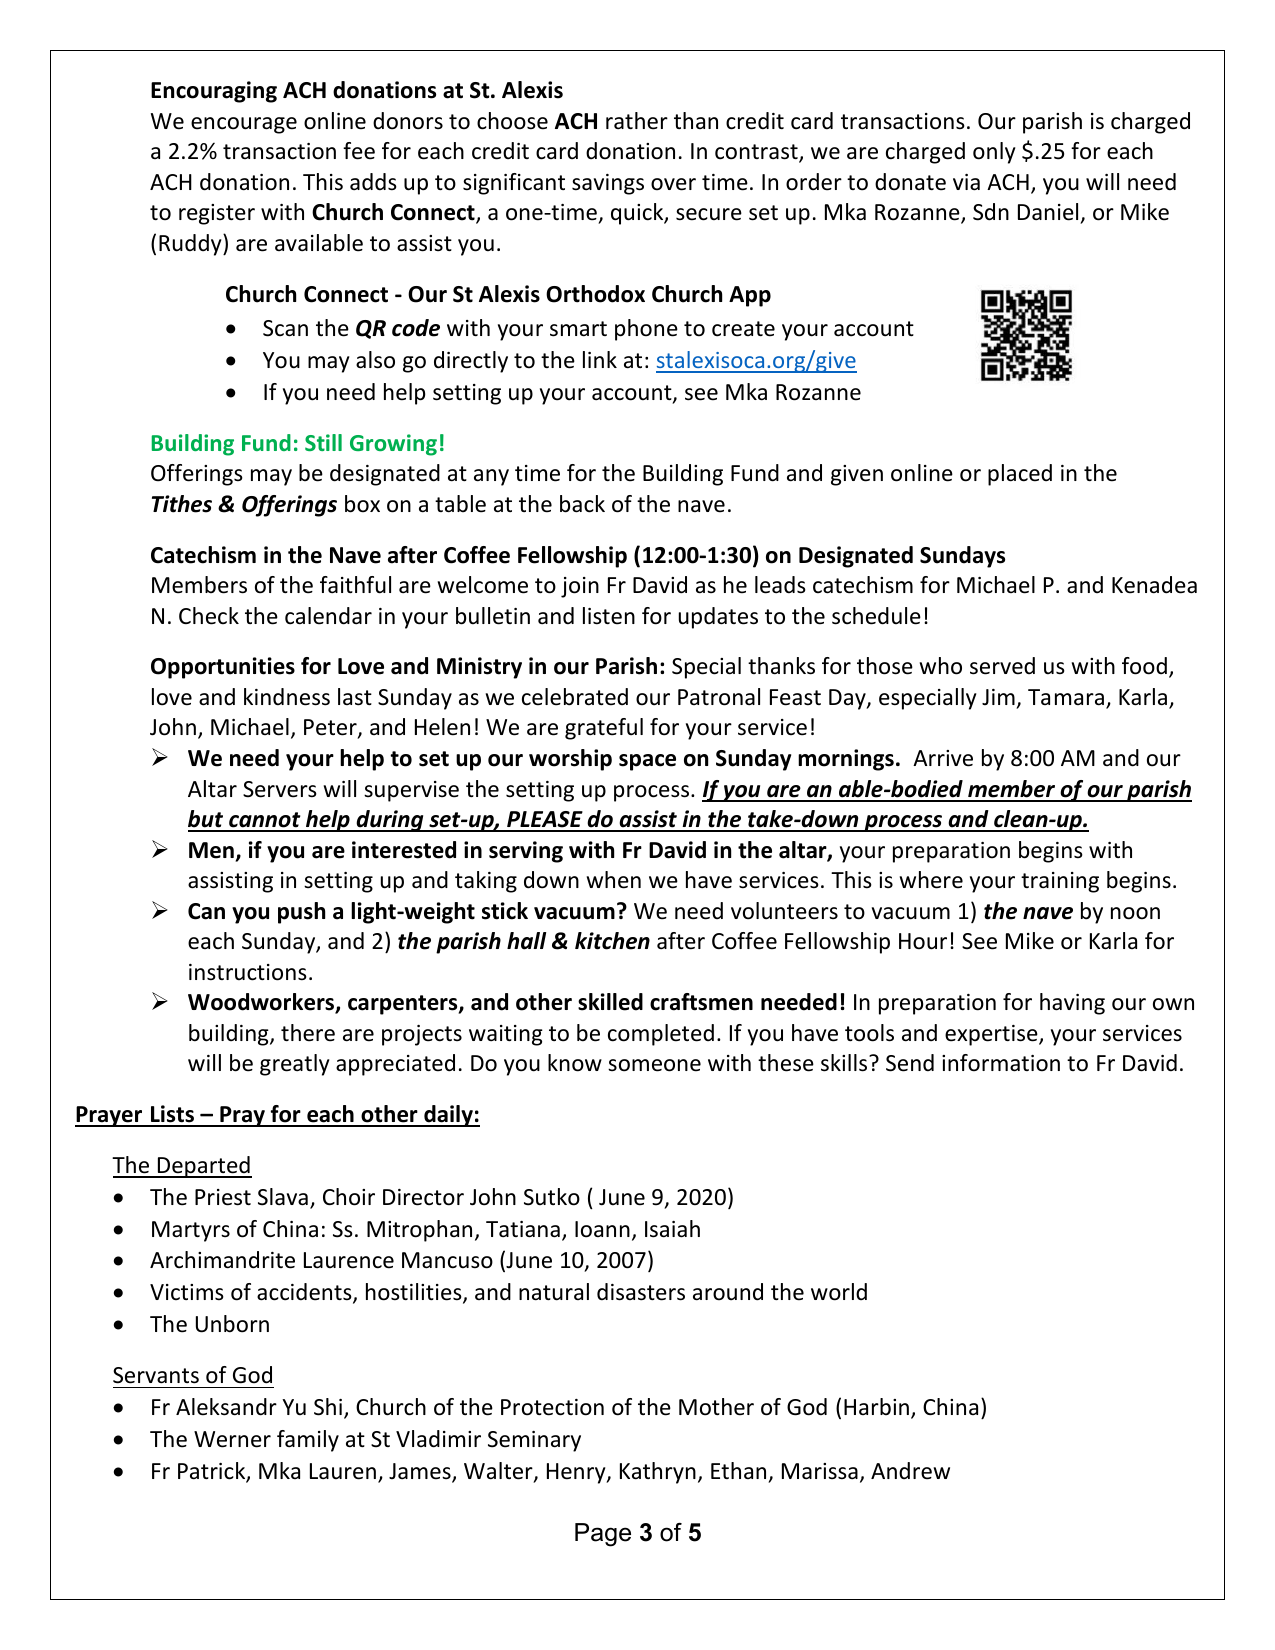 Encouraging ACH donations at St. Alexis
We encourage online donors to choose ACH rather than credit card transactions. Our parish is charged
a 2.2% transaction fee for each credit card donation. In contrast, we are charged only $.25 for each
ACH donation. This adds up to significant savings over time. In order to donate via ACH, you will need
to register with Church Connect, a one-time, quick, secure set up. Mka Rozanne, Sdn Daniel, or Mike
(Ruddy) are available to assist you.
Church Connect - Our St Alexis Orthodox Church App
• Scan the QR code with your smart phone to create your account
• You may also go directly to the link at: stalexisoca.org/give
• If you need help setting up your account, see Mka Rozanne
Building Fund: Still Growing!
Offerings may be designated at any time for the Building Fund and given online or placed in the
Tithes & Offerings box on a table at the back of the nave.
Catechism in the Nave after Coffee Fellowship (12:00-1:30) on Designated Sundays
Members of the faithful are welcome to join Fr David as he leads catechism for Michael P. and Kenadea
N. Check the calendar in your bulletin and listen for updates to the schedule!
Opportunities for Love and Ministry in our Parish: Special thanks for those who served us with food,
love and kindness last Sunday as we celebrated our Patronal Feast Day, especially Jim, Tamara, Karla,
John, Michael, Peter, and Helen! We are grateful for your service!
➢ We need your help to set up our worship space on Sunday mornings. Arrive by 8:00 AM and our
Altar Servers will supervise the setting up process. If you are an able-bodied member of our parish
but cannot help during set-up, PLEASE do assist in the take-down process and clean-up.
➢ Men, if you are interested in serving with Fr David in the altar, your preparation begins with
assisting in setting up and taking down when we have services. This is where your training begins.
➢ Can you push a light-weight stick vacuum? We need volunteers to vacuum 1) the nave by noon
each Sunday, and 2) the parish hall & kitchen after Coffee Fellowship Hour! See Mike or Karla for
instructions.
➢ Woodworkers, carpenters, and other skilled craftsmen needed! In preparation for having our own
building, there are projects waiting to be completed. If you have tools and expertise, your services
will be greatly appreciated. Do you know someone with these skills? Send information to Fr David.
Prayer Lists – Pray for each other daily:
The Departed
• The Priest Slava, Choir Director John Sutko ( June 9, 2020)
• Martyrs of China: Ss. Mitrophan, Tatiana, Ioann, Isaiah
• Archimandrite Laurence Mancuso (June 10, 2007)
• Victims of accidents, hostilities, and natural disasters around the world
• The Unborn
Servants of God
• Fr Aleksandr Yu Shi, Church of the Protection of the Mother of God (Harbin, China)
• The Werner family at St Vladimir Seminary
• Fr Patrick, Mka Lauren, James, Walter, Henry, Kathryn, Ethan, Marissa, Andrew
Page 3 of 5